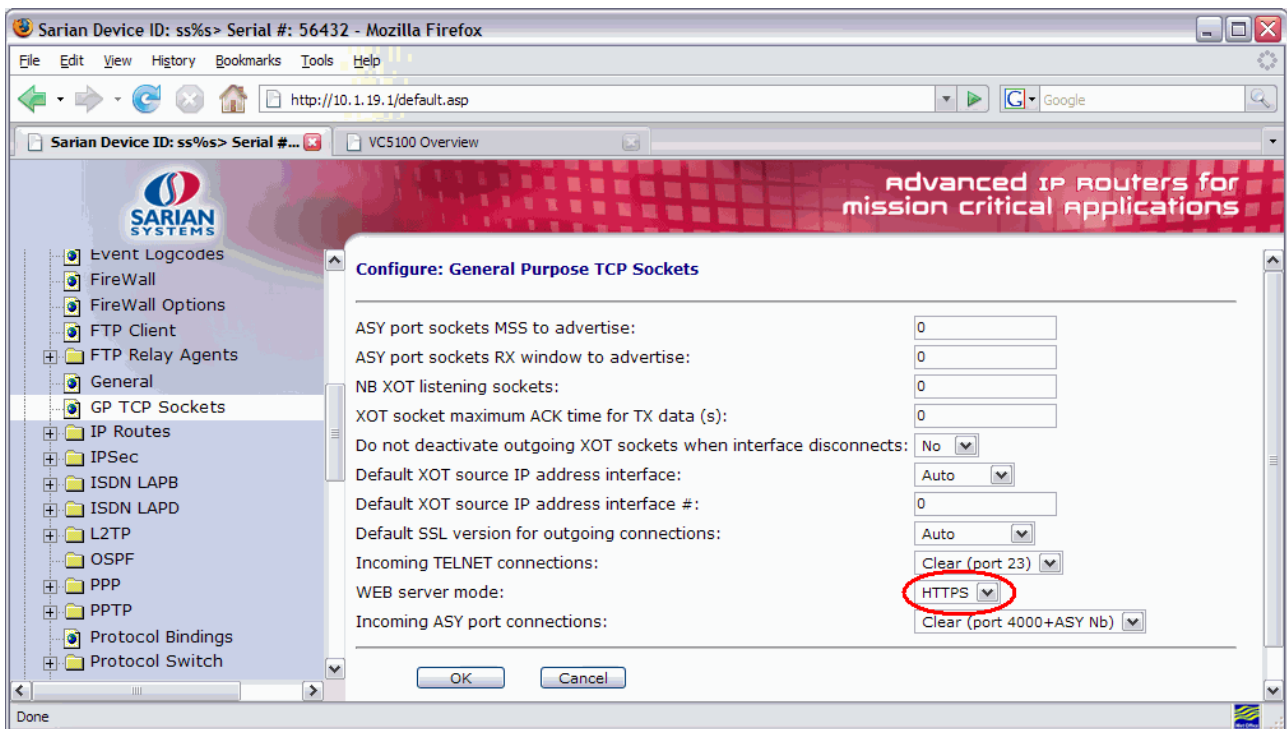 Sarian Device ID: ss%s> Serial #: 56432 - Mozilla Firefox
File Edit View History Bookmarks Tools Help
http://10.1.19.1/default.asp
G Google
Sarian Device ID: ss%s> Serial #...
VC5100 Overview
SARIAN
SYSTEMS
Advanced IP Routers for
mission critical Applications
Event Logcodes
FireWall
FireWall Options
FTP Client
FTP Relay Agents
General
GP TCP Sockets
IP Routes
IPSec
ISDN LAPB
ISDN LAPD
L2TP
OSPF
PPP
PPTP
Protocol Bindings
Protocol Switch
Configure: General Purpose TCP Sockets
ASY port sockets MSS to advertise: 0
ASY port sockets RX window to advertise: 0
NB XOT listening sockets: 0
XOT socket maximum ACK time for TX data (s): 0
Do not deactivate outgoing XOT sockets when interface disconnects: No
Default XOT source IP address interface: Auto
Default XOT source IP address interface #: 0
Default SSL version for outgoing connections: Auto
Incoming TELNET connections: Clear (port 23)
WEB server mode: HTTPS
Incoming ASY port connections: Clear (port 4000+ASY Nb)
OK Cancel
Done